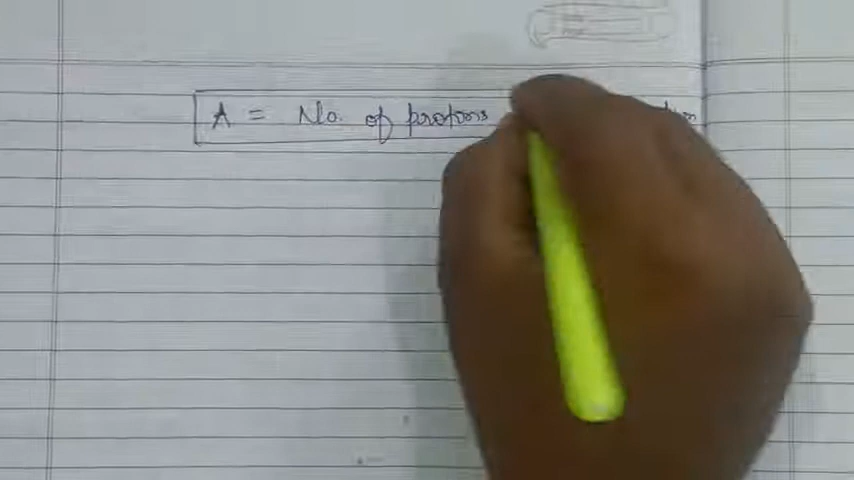 A = No. of protons